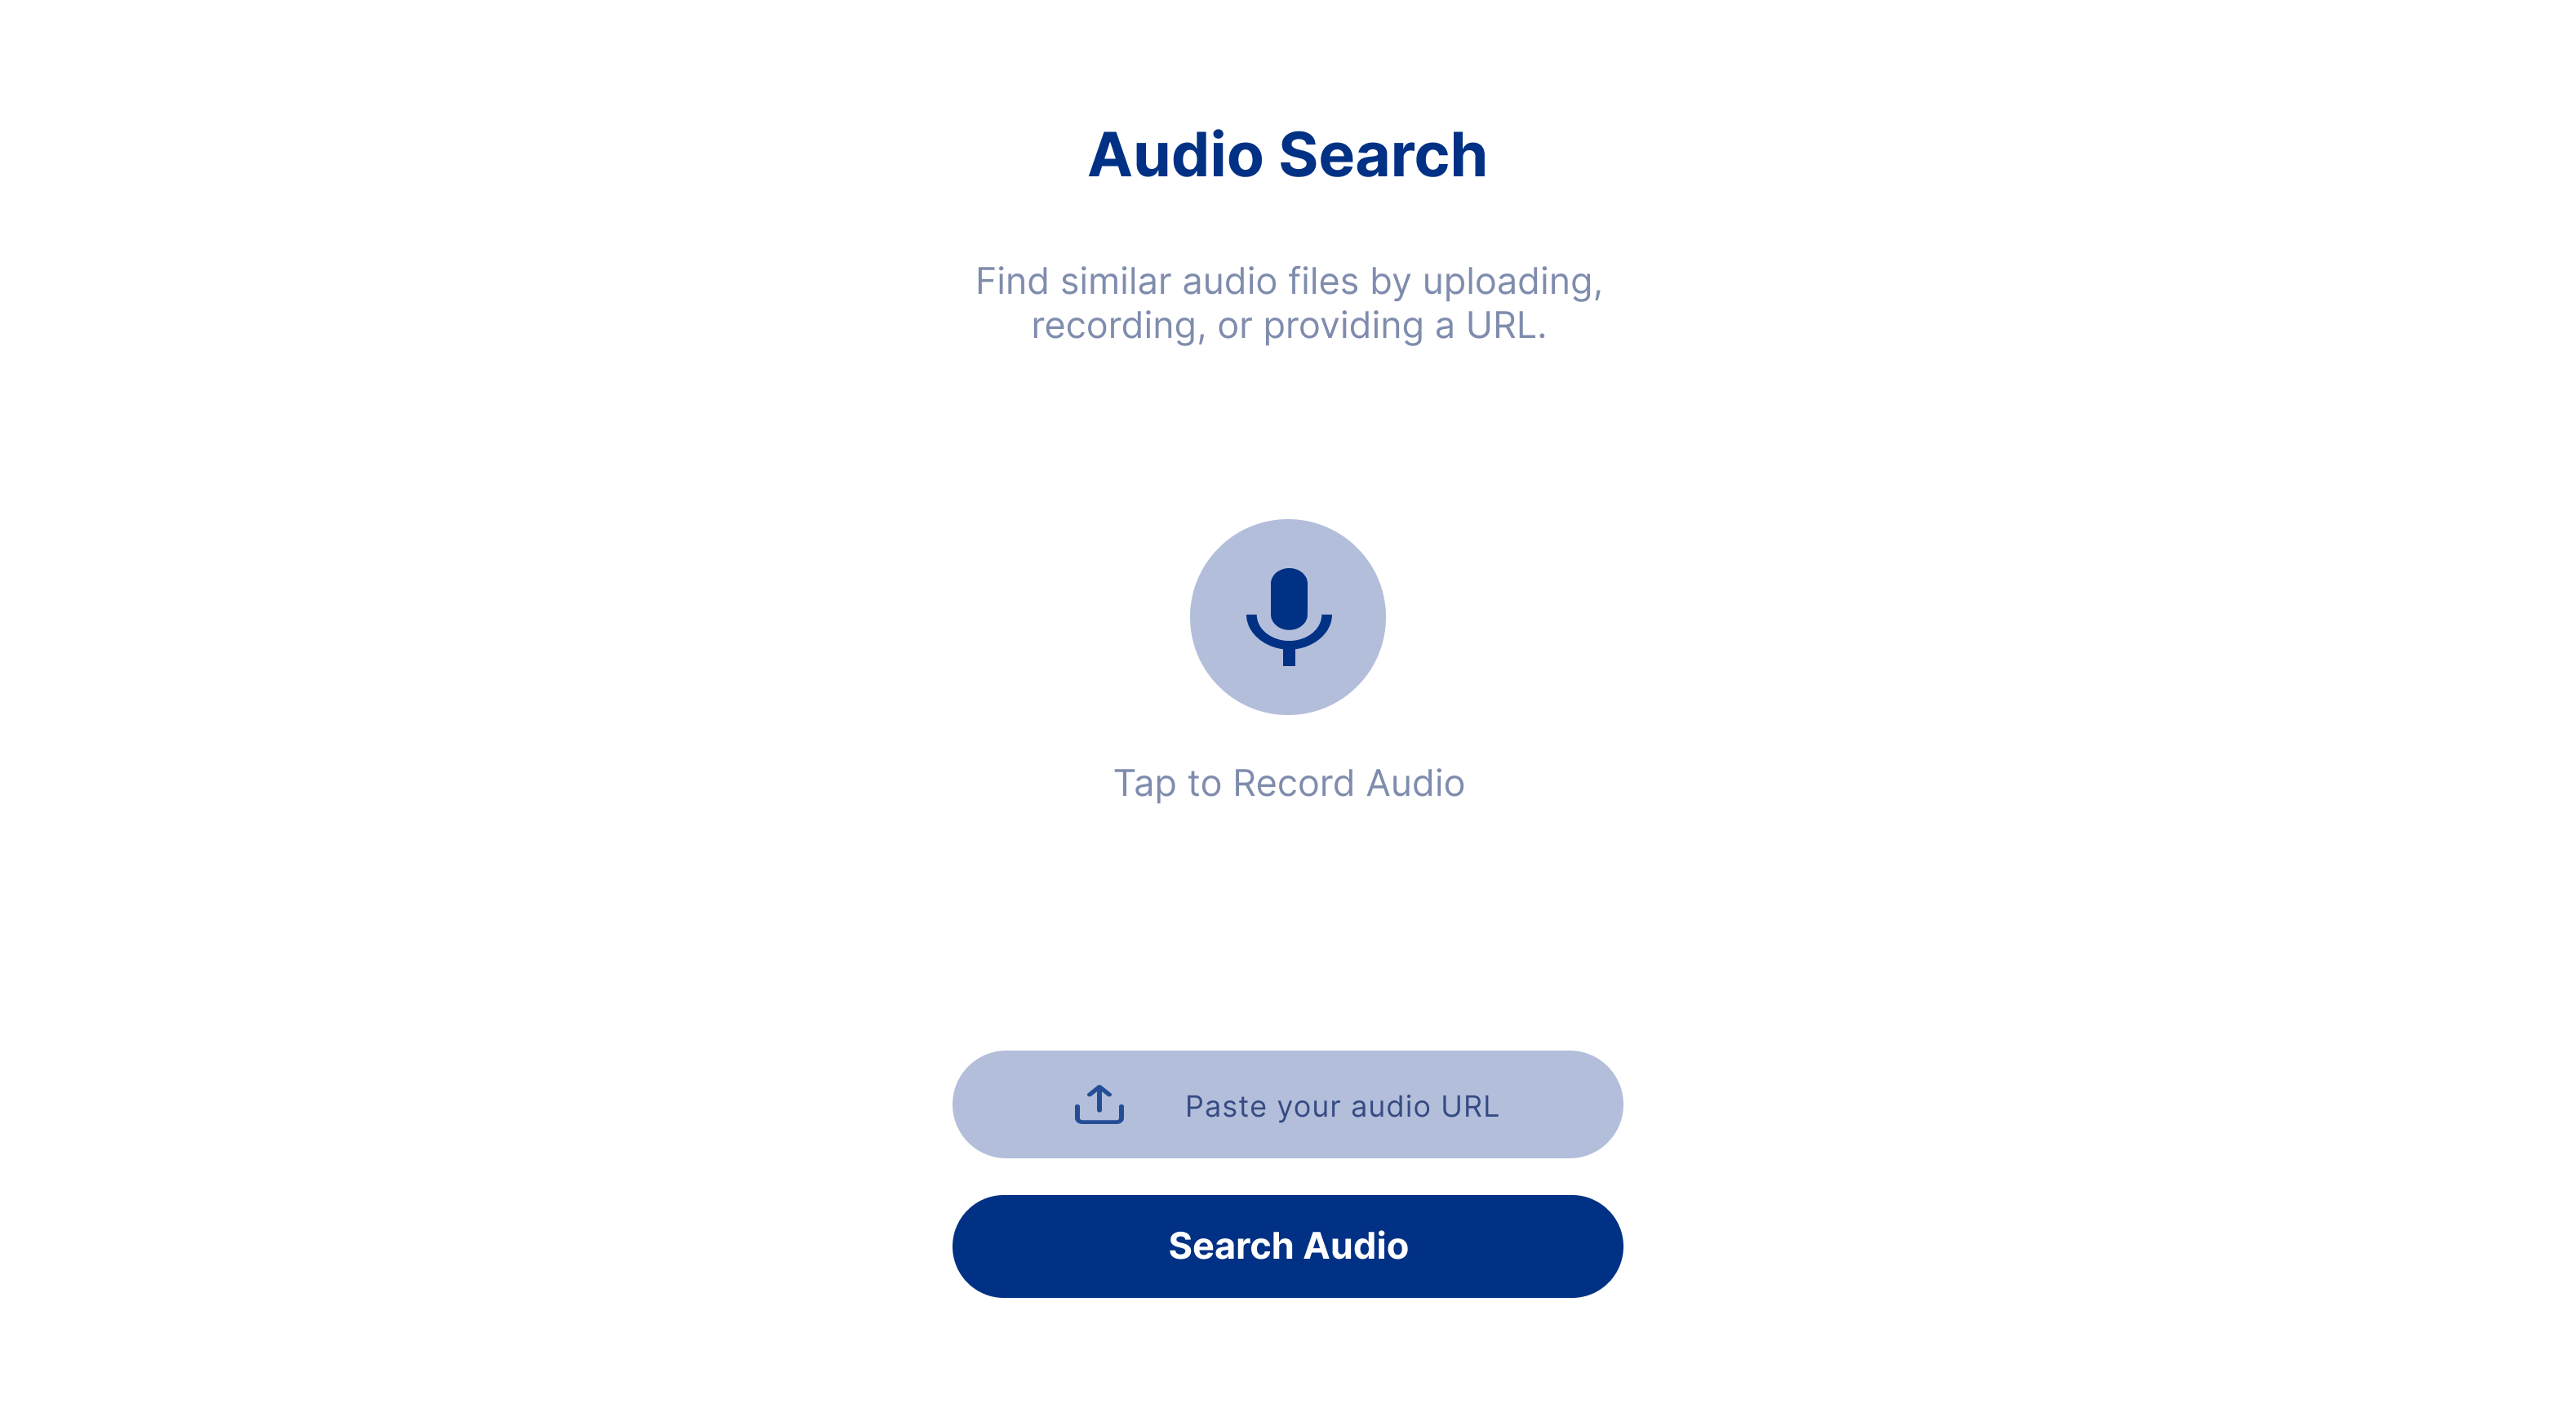 Audio Search
Find similar audio files by uploading,
recording, or providing a URL.
Tap to Record Audio
Paste your audio URL
Search Audio